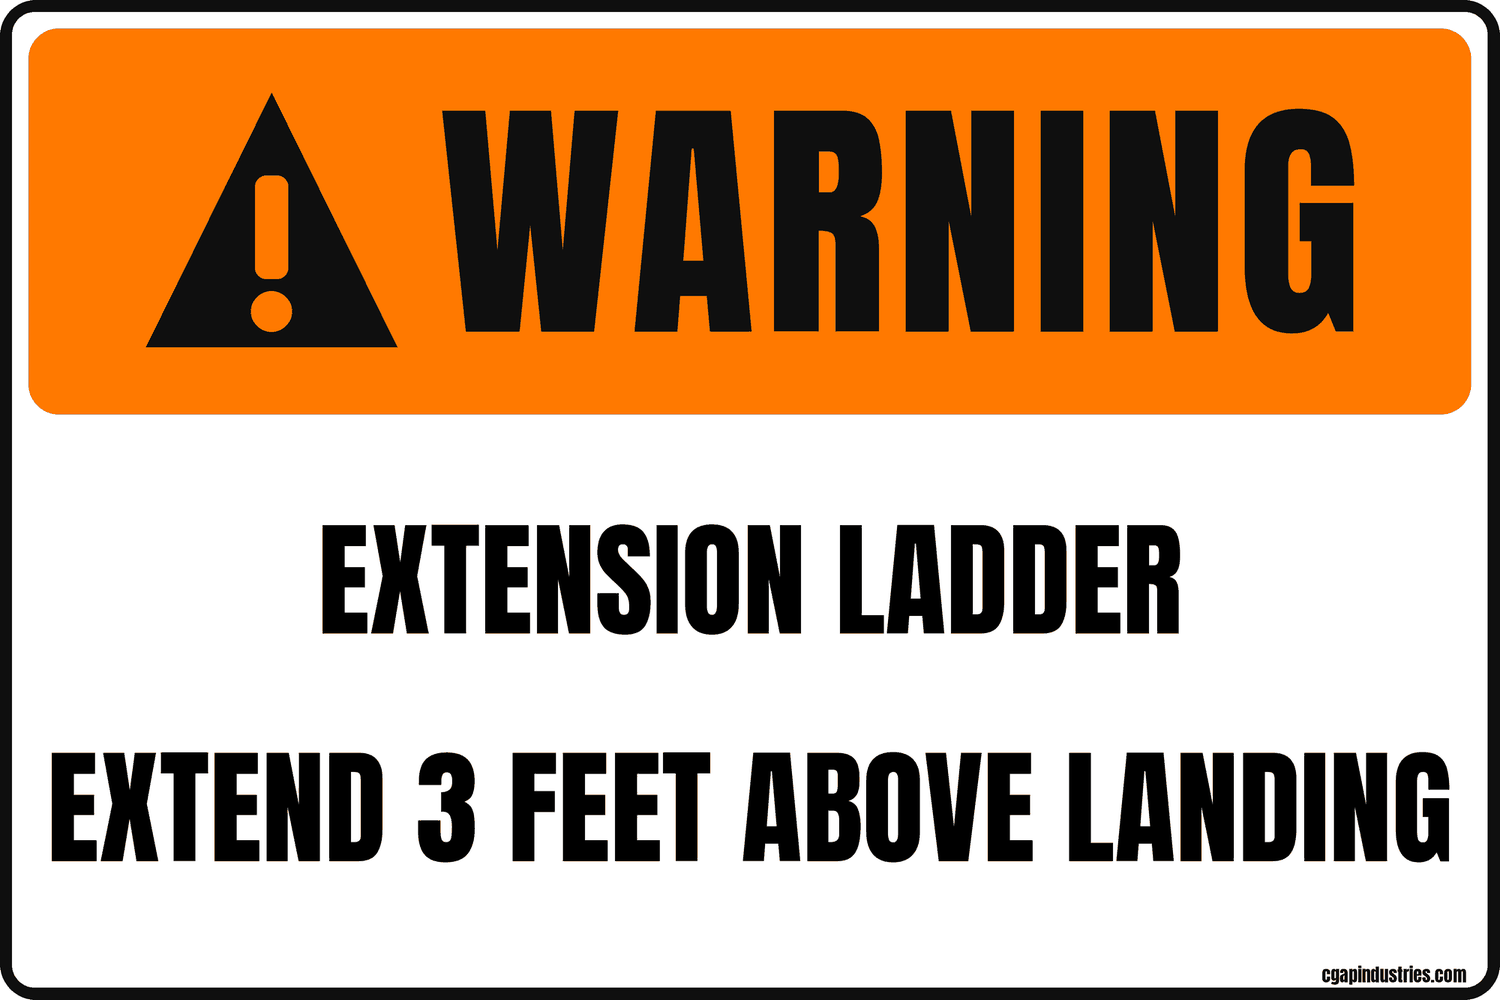 WARNING
EXTENSION LADDER
EXTEND 3 FEET ABOVE LANDING
cgapindustries.com